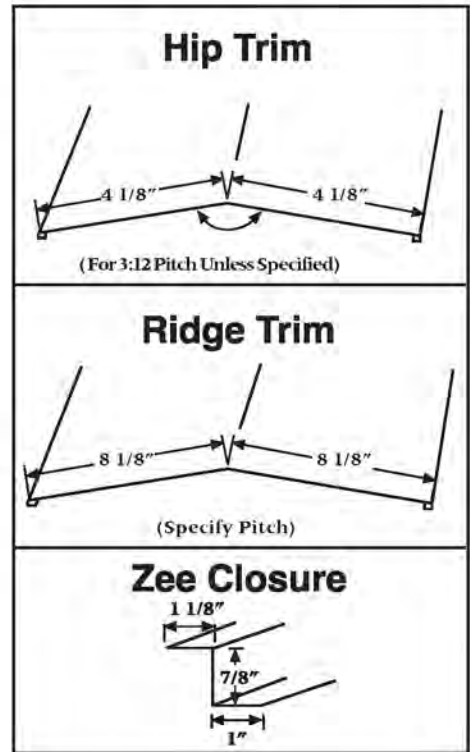 Hip Trim
4 1/8" 4 1/8"
(For 3:12 Pitch Unless Specified)
Ridge Trim
8 1/8" 8 1/8"
(Specify Pitch)
Zee Closure
1 1/8"
7/8"
1"